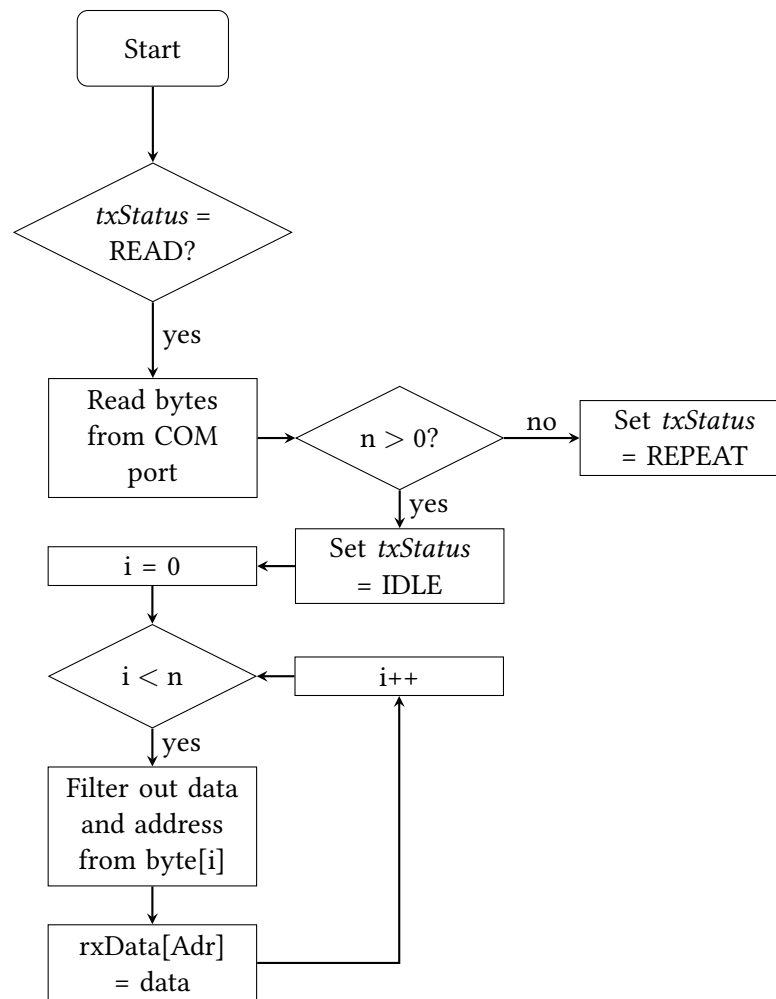 Start
txStatus =
READ?
yes
Read bytes
from COM
port
n > 0?
no
Set txStatus
= REPEAT
yes
Set txStatus
= IDLE
i = 0
i < n
i++
yes
Filter out data
and address
from byte[i]
rxData[Adr]
= data